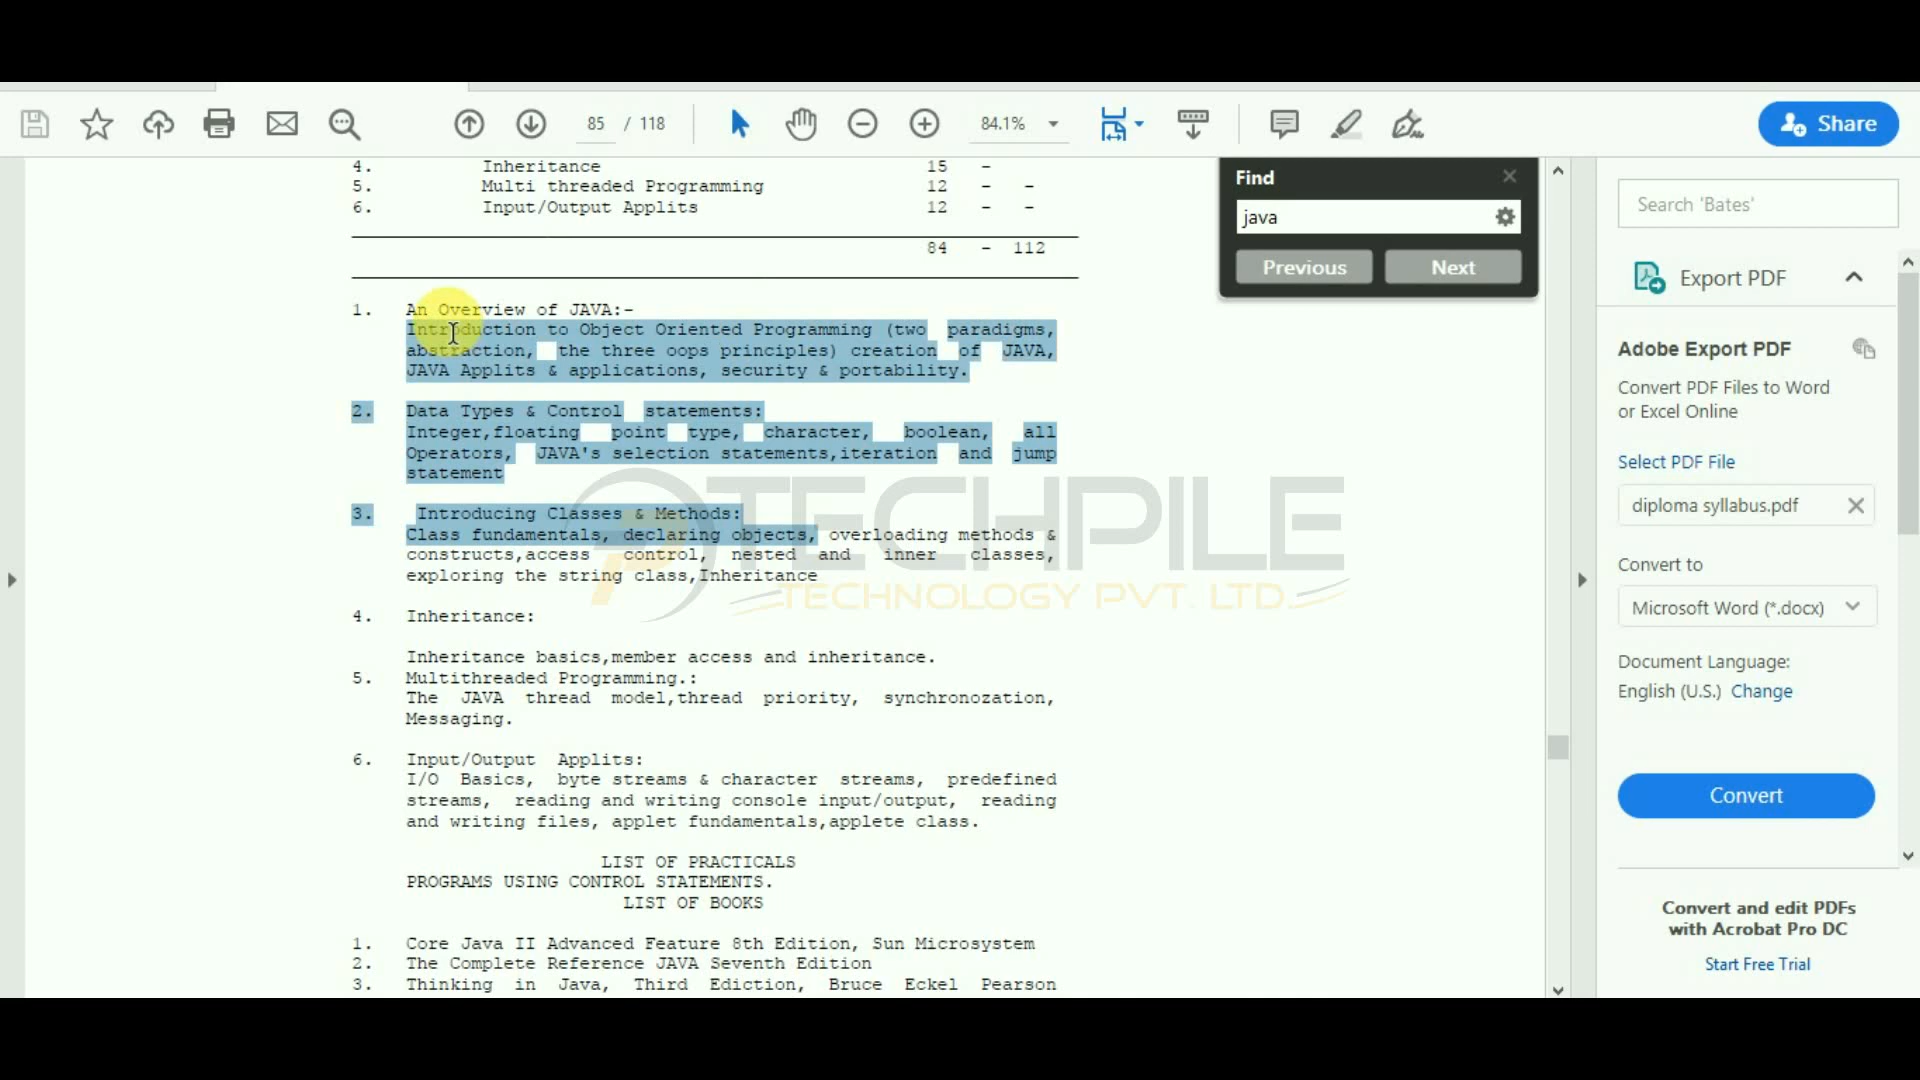 85 / 118
84.1%
Share
4. Inheritance 15 -
5. Multi threaded Programming 12 - -
6. Input/Output Applits 12 - -
84 - 112
1. An Overview of JAVA:-
Introduction to Object Oriented Programming (two paradigms,
abstraction, the three oops principles) creation of JAVA,
JAVA Applits & applications, security & portability.
2. Data Types & Control statements:
Integer,floating point type, character, boolean, all
Operators, JAVA's selection statements,iteration and jump
statement
3. Introducing Classes & Methods:
Class fundamentals, declaring objects, overloading methods &
constructs,access control, nested and inner classes,
exploring the string class,Inheritance
4. Inheritance:
Inheritance basics,member access and inheritance.
5. Multithreaded Programming.:
The JAVA thread model,thread priority, synchronozation,
Messaging.
6. Input/Output Applits:
I/O Basics, byte streams & character streams, predefined
streams, reading and writing console input/output, reading
and writing files, applet fundamentals,applete class.
LIST OF PRACTICALS
PROGRAMS USING CONTROL STATEMENTS.
LIST OF BOOKS
1. Core Java II Advanced Feature 8th Edition, Sun Microsystem
2. The Complete Reference JAVA Seventh Edition
3. Thinking in Java, Third Ediction, Bruce Eckel Pearson
TECHPILE
TECHNOLOGY PVT. LTD.
Find
java
Previous Next
Search 'Bates'
Export PDF
Adobe Export PDF
Convert PDF Files to Word
or Excel Online
Select PDF File
diploma syllabus.pdf
Convert to
Microsoft Word (*.docx)
Document Language:
English (U.S.) Change
Convert
Convert and edit PDFs
with Acrobat Pro DC
Start Free Trial